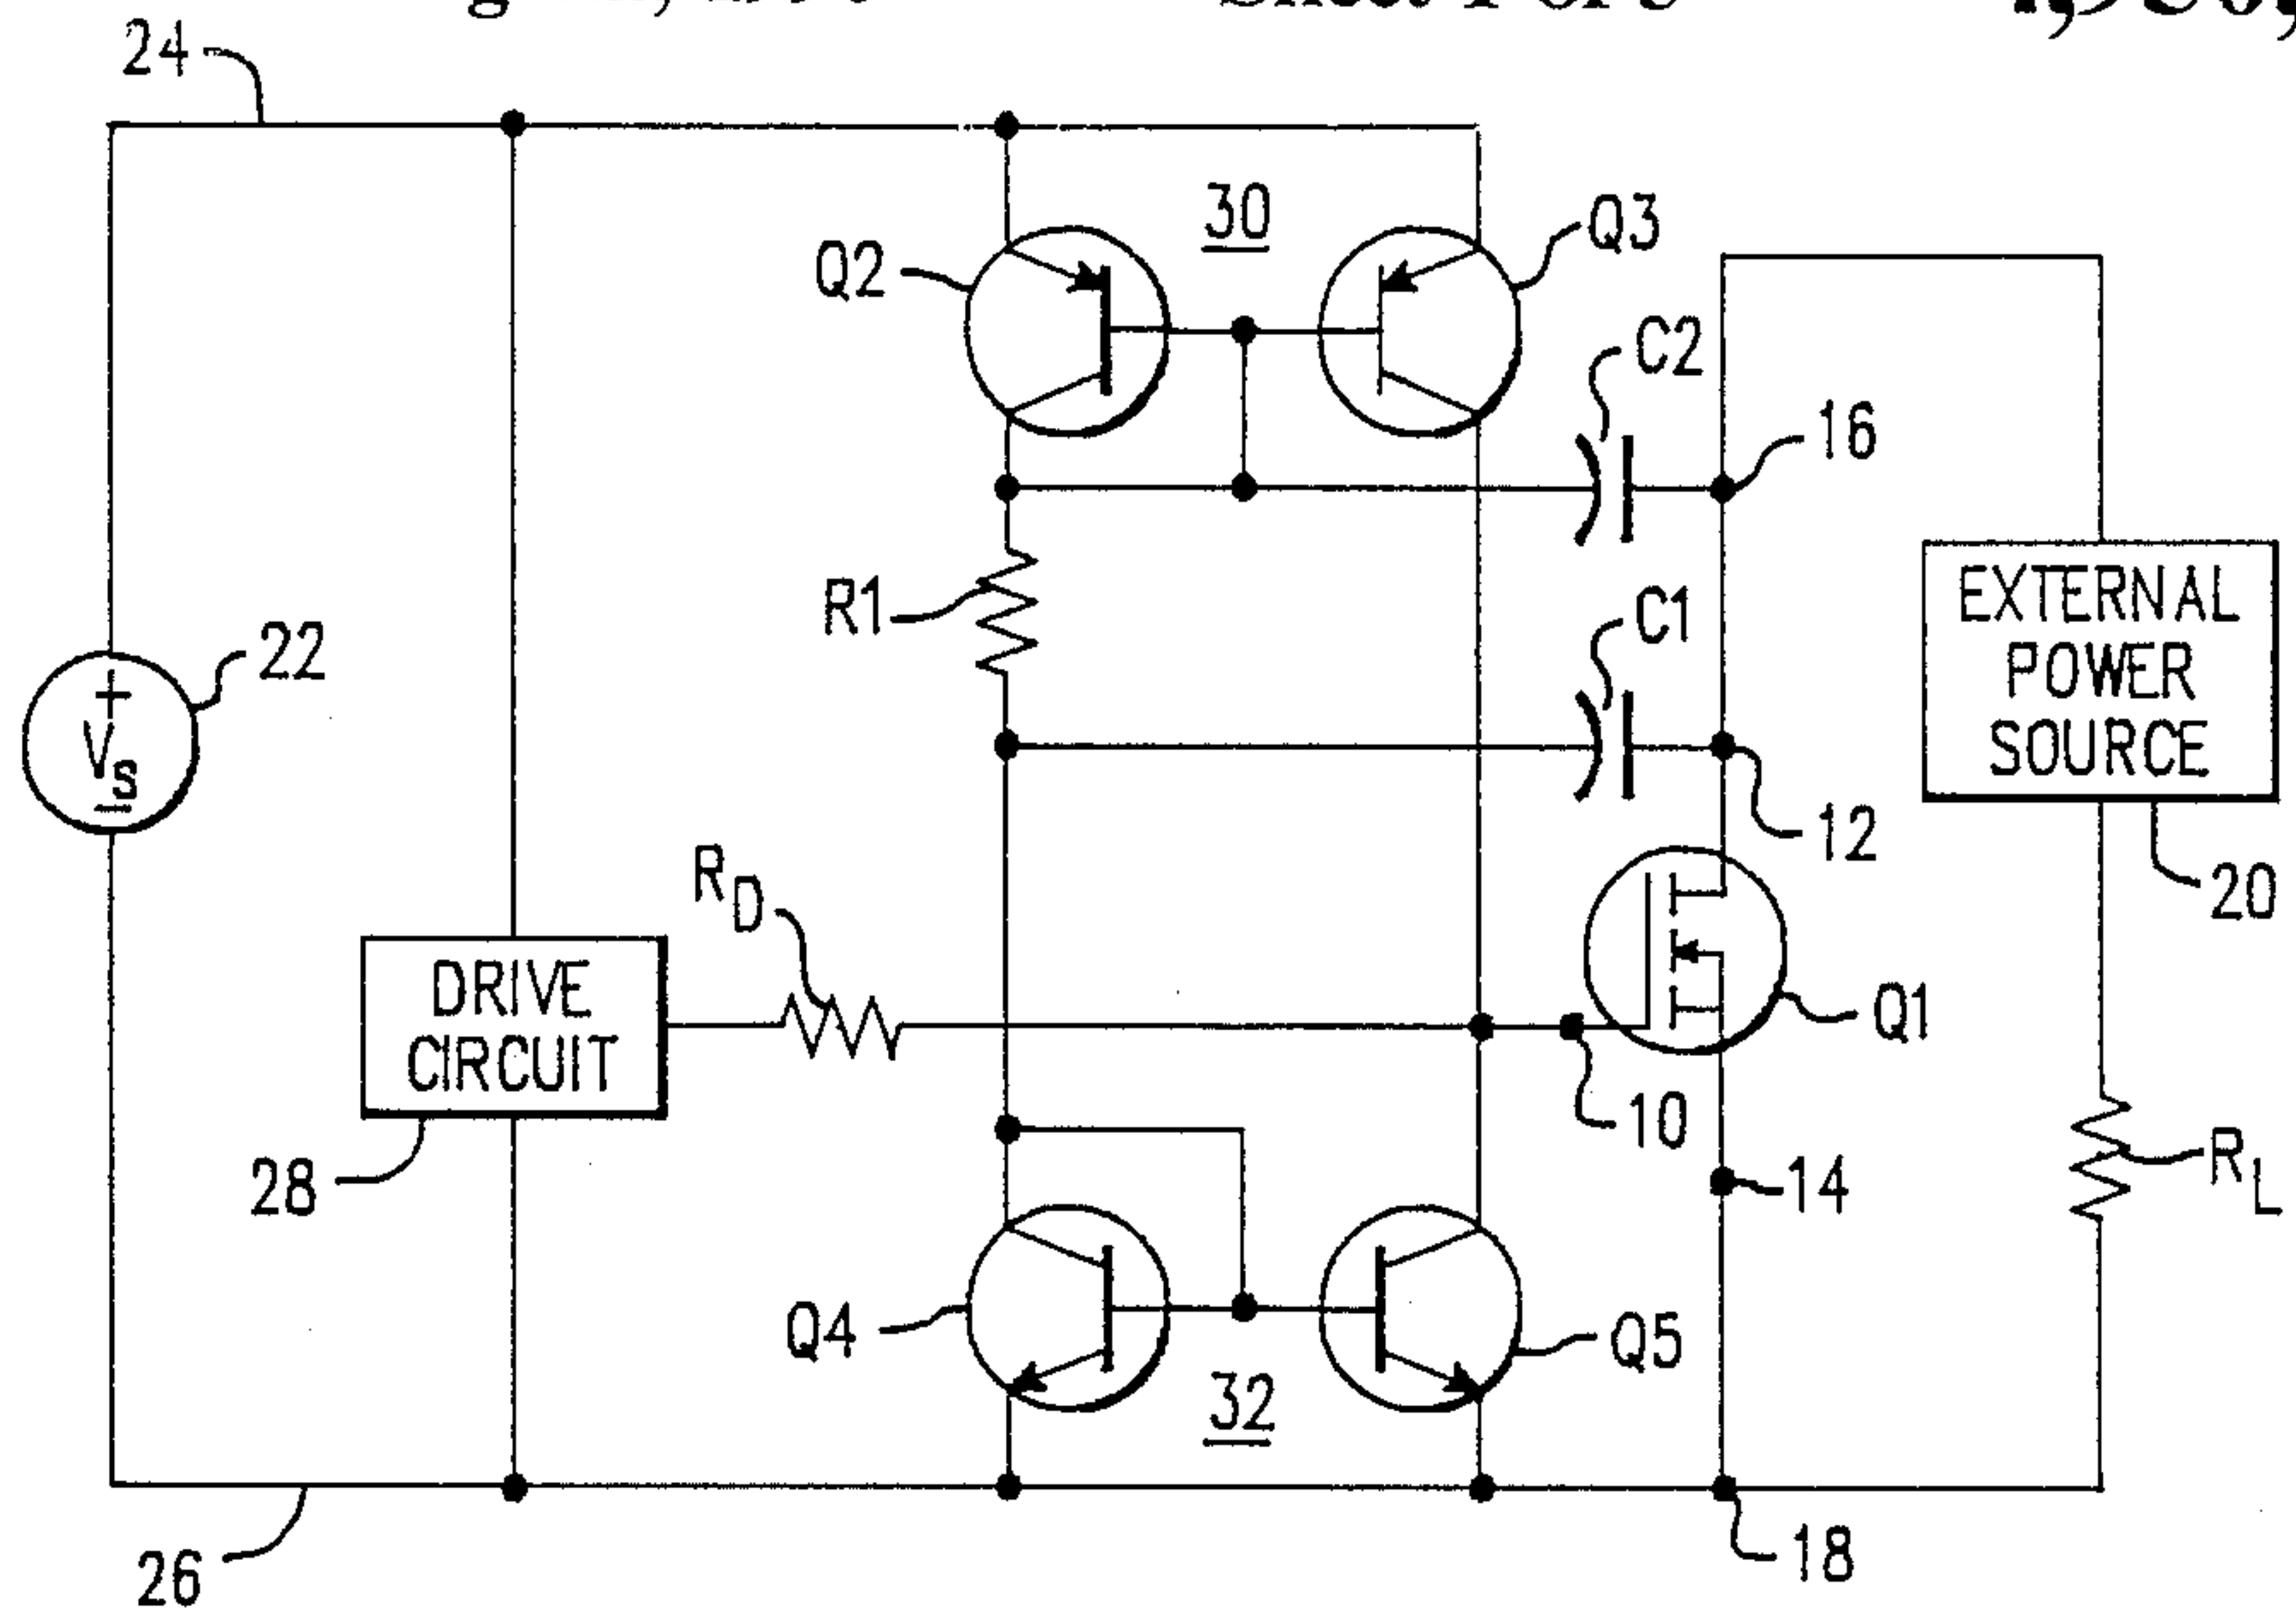 24
30
Q2
Q3
C2
16
R1
C1
22
+
Vs
EXTERNAL
POWER
SOURCE
12
RD
20
DRIVE
CIRCUIT
Q1
10
28
14
RL
Q4
Q5
32
26
18